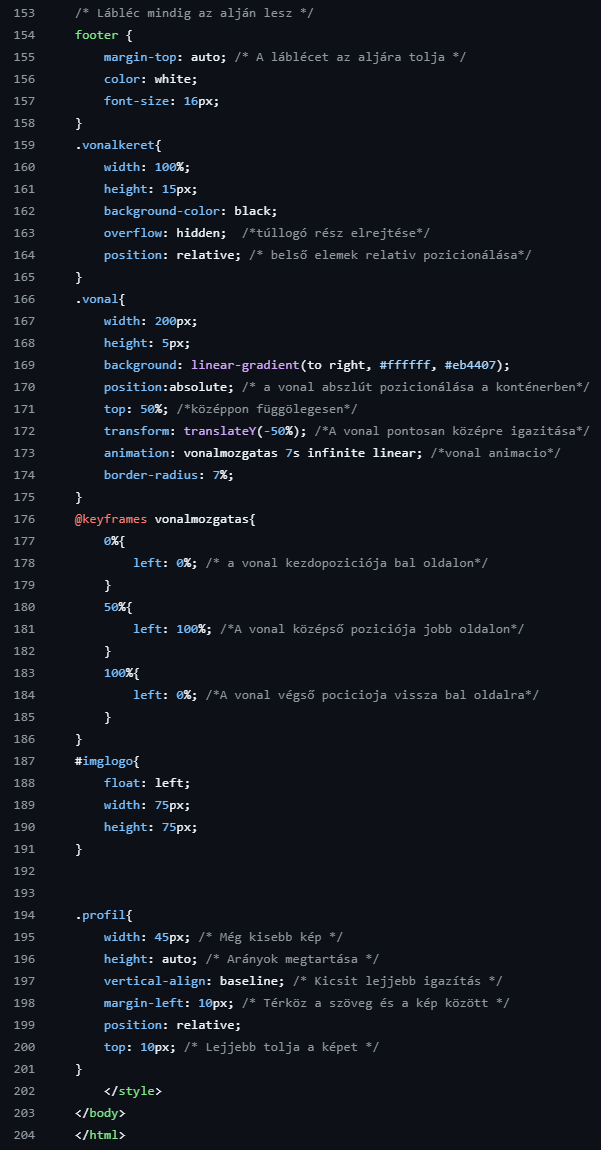 153 /* Lábléc mindig az alján lesz */
154 footer {
155 margin-top: auto; /* A láblécet az aljára tolja */
156 color: white;
157 font-size: 16px;
158 }
159 .vonalkeret{
160 width: 100%;
161 height: 15px;
162 background-color: black;
163 overflow: hidden;  /*túllogó rész elrejtése*/
164 position: relative; /* belső elemek relativ pozicionálása*/
165 }
166 .vonal{
167 width: 200px;
168 height: 5px;
169 background: linear-gradient(to right, #ffffff, #eb4407);
170 position:absolute; /* a vonal abszlút pozicionálása a konténerben*/
171 top: 50%; /*középpon függölegesen*/
172 transform: translateY(-50%); /*A vonal pontosan középre igazitása*/
173 animation: vonalmozgatas 7s infinite linear; /*vonal animacio*/
174 border-radius: 7%;
175 }
176 @keyframes vonalmozgatas{
177 0%{
178 left: 0%; /* a vonal kezdopoziciója bal oldalon*/
179 }
180 50%{
181 left: 100%; /*A vonal középső poziciója jobb oldalon*/
182 }
183 100%{
184 left: 0%; /*A vonal végső pocicioja vissza bal oldalra*/
185 }
186 }
187 #imglogo{
188 float: left;
189 width: 75px;
190 height: 75px;
191 }
192
193
194 .profil{
195 width: 45px; /* Még kisebb kép */
196 height: auto; /* Arányok megtartása */
197 vertical-align: baseline; /* Kicsit lejjebb igazítás */
198 margin-left: 10px; /* Térköz a szöveg és a kép között */
199 position: relative;
200 top: 10px; /* Lejjebb tolja a képet */
201 }
202 </style>
203 </body>
204 </html>